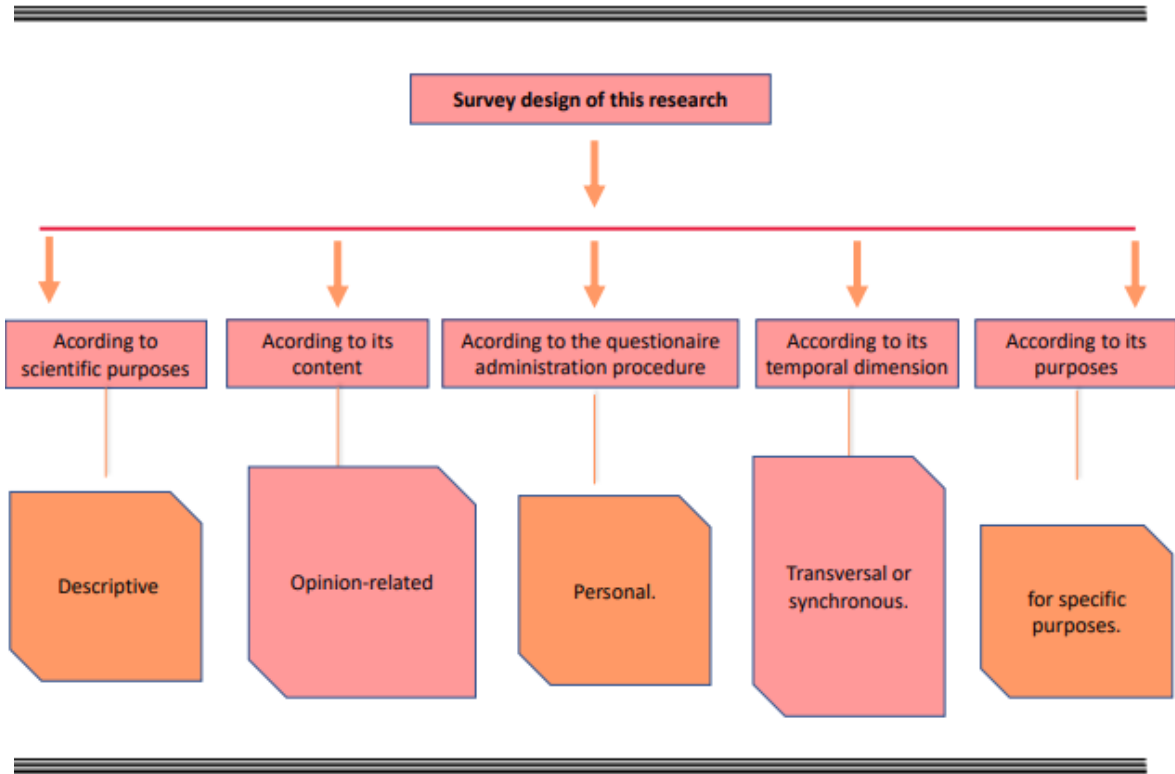 Survey design of this research
Acording to
scientific purposes
Acording to its
content
Acording to the questionaire
administration procedure
According to its
temporal dimension
According to its
purposes
Descriptive
Opinion-related
Personal.
Transversal or
synchronous.
for specific
purposes.